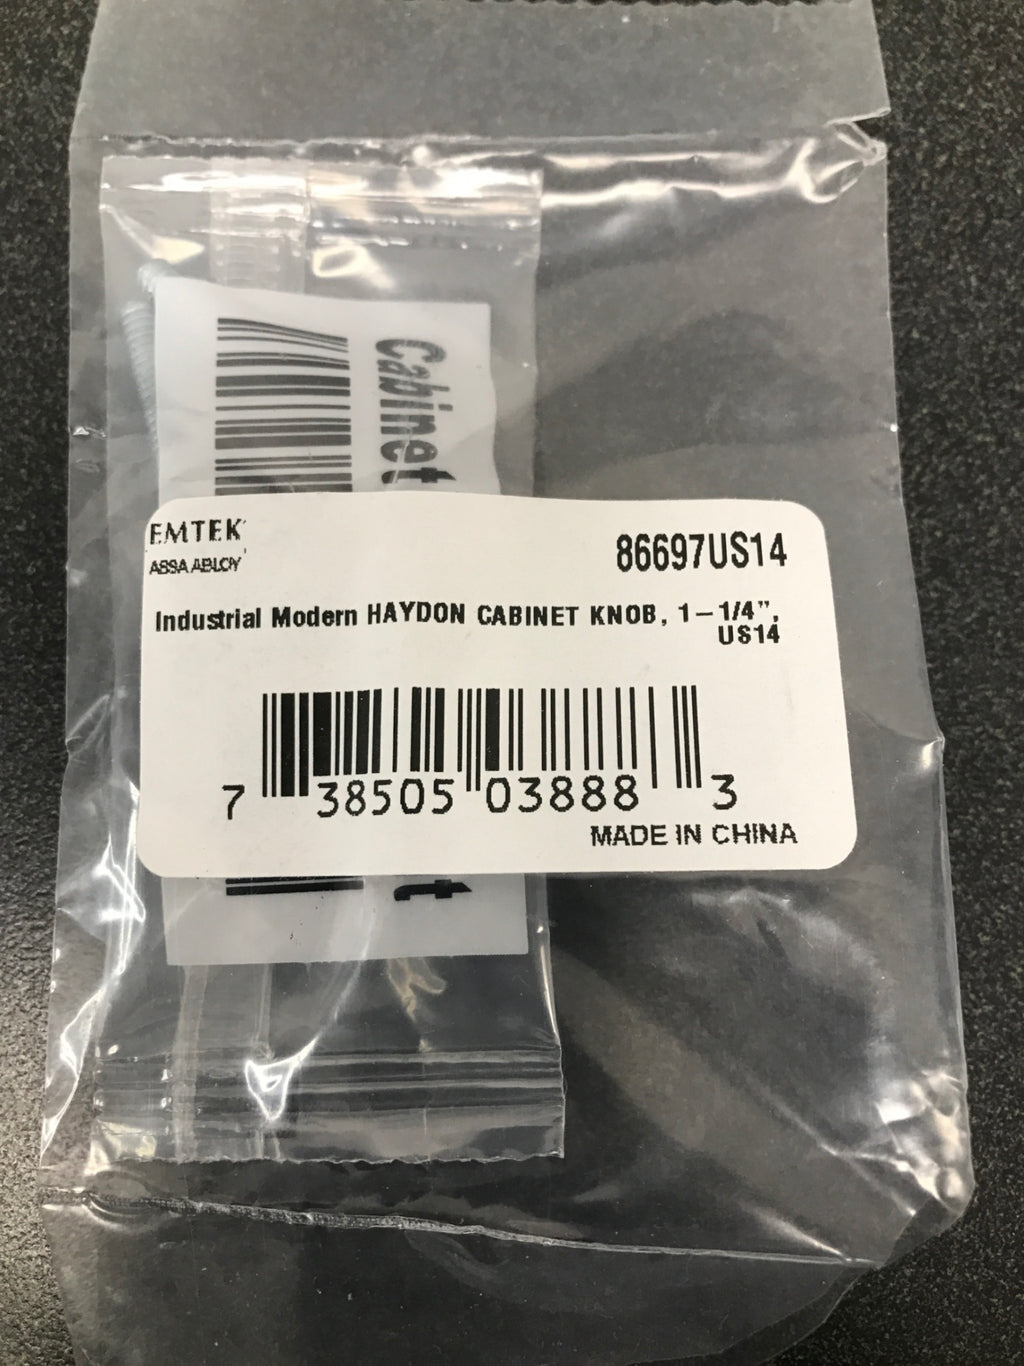 Cabinet
EMTEK
ASSA ABLOY
86697US14
Industrial Modern HAYDON CABINET KNOB, 1-1/4",
US14
7 38505 03888 3
MADE IN CHINA